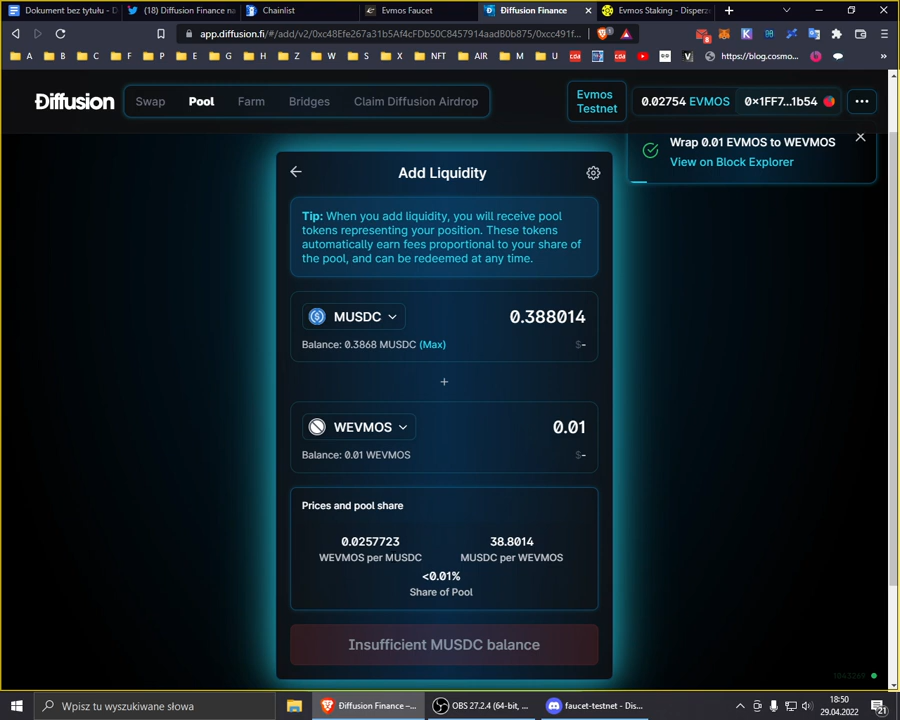 Dokument bez tytułu - D
(18) Diffusion Finance na
Chainlist
Evmos Faucet
Diffusion Finance
Evmos Staking - Disperze
app.diffusion.fi/#/add/v2/0xc48Efe267a31b5Af4cFDb50C8457914aadB0b875/0xcc491f...
A
B
F
P
E
G
H
Z
W
S
X
NFT
AIR
M
U
https://blog.cosmo...
Diffusion
Swap
Pool
Farm
Bridges
Claim Diffusion Airdrop
Evmos
Testnet
0.02754 EVMOS
0x1FF7...1b54
Wrap 0.01 EVMOS to WEVMOS
View on Block Explorer
Add Liquidity
Tip: When you add liquidity, you will receive pool
tokens representing your position. These tokens
automatically earn fees proportional to your share of
the pool, and can be redeemed at any time.
MUSDC
0.388014
Balance: 0.3868 MUSDC (Max)
$-
+
WEVMOS
0.01
Balance: 0.01 WEVMOS
$-
Prices and pool share
0.0257723
38.8014
WEVMOS per MUSDC
MUSDC per WEVMOS
<0.01%
Share of Pool
Insufficient MUSDC balance
Wpisz tu wyszukiwane słowa
Diffusion Finance –...
OBS 27.2.4 (64-bit, ...
faucet-testnet - Dis...
18:50
29.04.2022
21